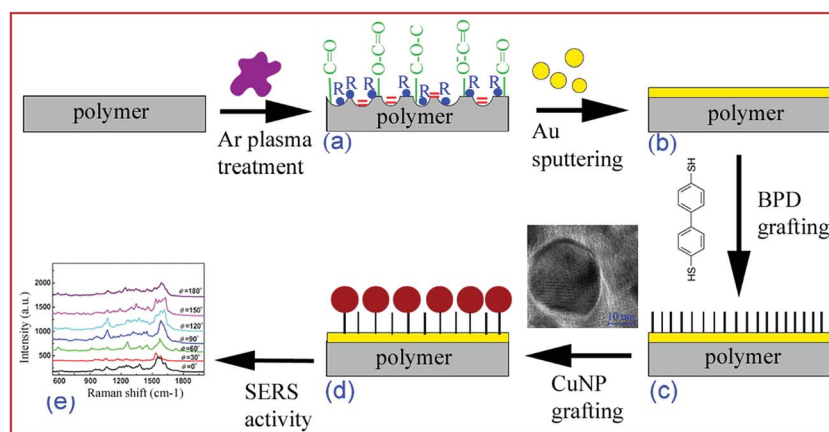 polymer
Ar plasma
treatment
C=O
O-C=O
C-O-C
O-C=O
C=O
R
R
R
R
R
R
polymer
(a)
Au
sputtering
polymer
(b)
SH
HS
BPD
grafting
polymer
(c)
10 nm
CuNP
grafting
polymer
(d)
SERS
activity
Intensity (a.u.)
2000
1500
1000
500
θ=180°
θ=150°
θ=120°
θ=90°
θ=60°
θ=30°
θ=0°
600 900 1200 1500 1800
Raman shift (cm-1)
(e)